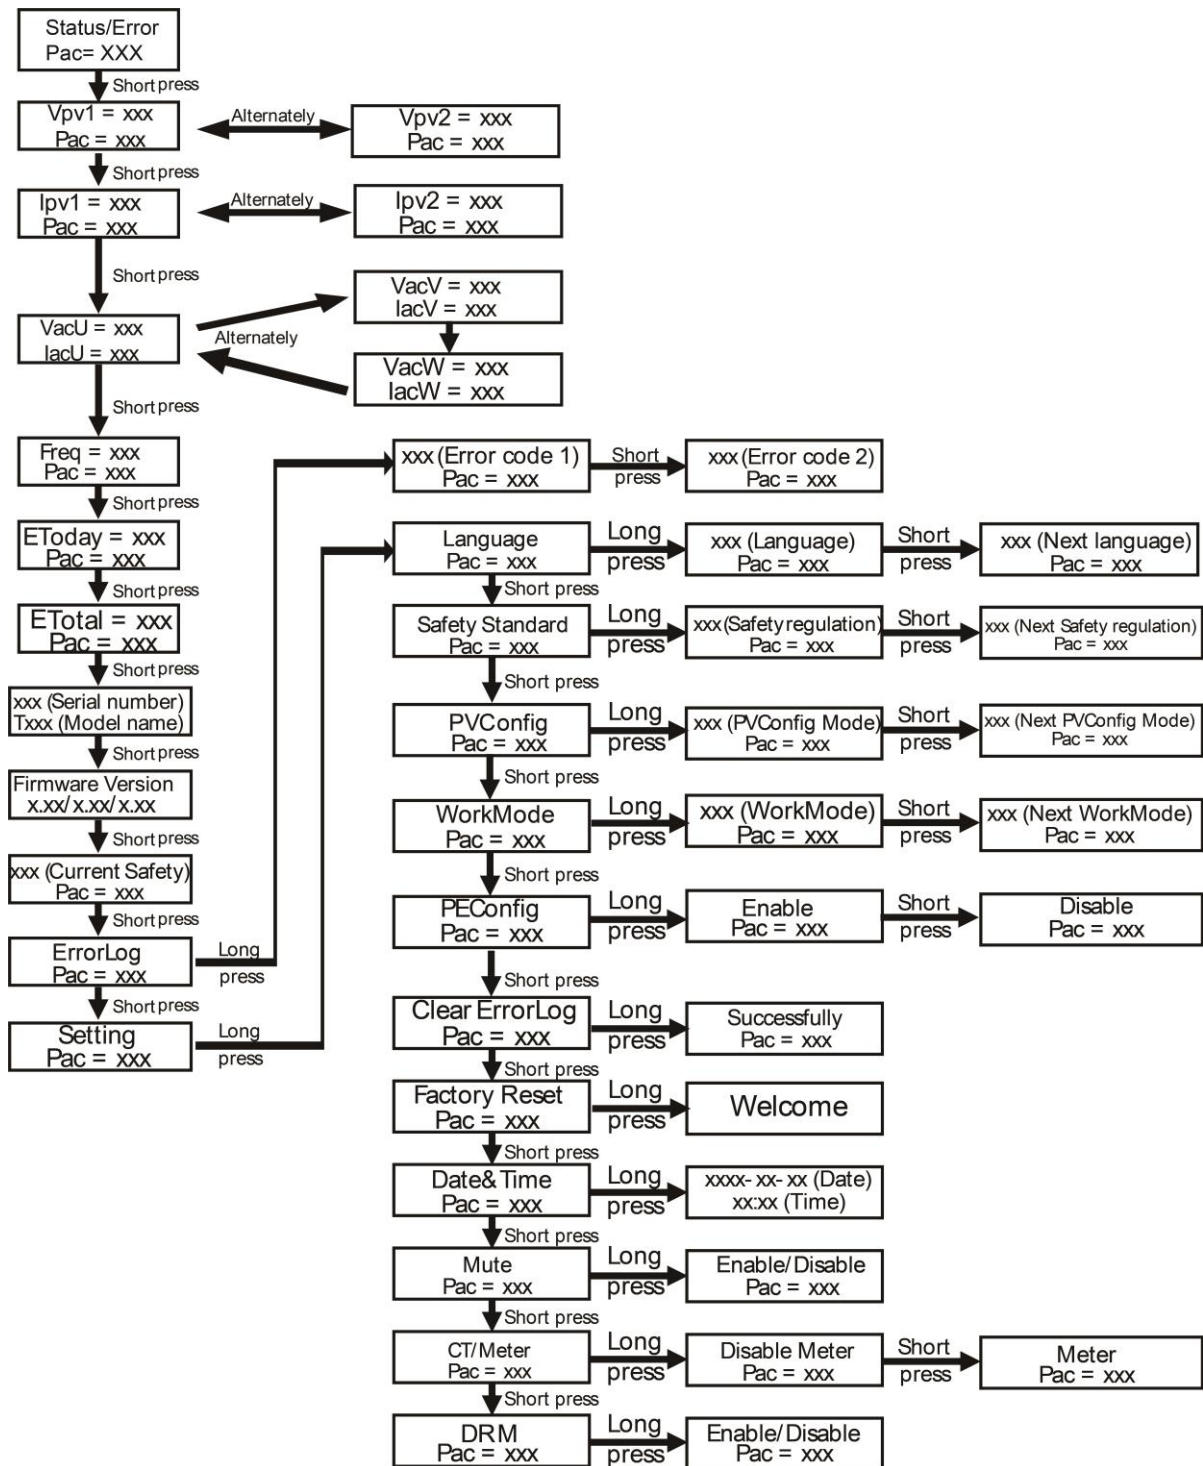 Status/Error
Pac= XXX
Short press
Vpv1 = xxx
Pac = xxx
Alternately
Vpv2 = xxx
Pac = xxx
Short press
Ipv1 = xxx
Pac = xxx
Alternately
Ipv2 = xxx
Pac = xxx
Short press
VacU = xxx
IacU = xxx
Alternately
VacV = xxx
IacV = xxx
VacW = xxx
IacW = xxx
Short press
Freq = xxx
Pac = xxx
Short press
EToday = xxx
Pac = xxx
Short press
ETotal = xxx
Pac = xxx
Short press
xxx (Serial number)
Txxx (Model name)
Short press
Firmware Version
x.xx/ x.xx/ x.xx
Short press
xxx (Current Safety)
Pac = xxx
Short press
ErrorLog
Pac = xxx
Long
press
Short press
Setting
Pac = xxx
Long
press
xxx (Error code 1)
Pac = xxx
Short
press
xxx (Error code 2)
Pac = xxx
Language
Pac = xxx
Long
press
xxx (Language)
Pac = xxx
Short
press
xxx (Next language)
Pac = xxx
Short press
Safety Standard
Pac = xxx
Long
press
xxx (Safety regulation)
Pac = xxx
Short
press
xxx (Next Safety regulation)
Pac = xxx
Short press
PVConfig
Pac = xxx
Long
press
xxx (PVConfig Mode)
Pac = xxx
Short
press
xxx (Next PVConfig Mode)
Pac = xxx
Short press
WorkMode
Pac = xxx
Long
press
xxx (WorkMode)
Pac = xxx
Short
press
xxx (Next WorkMode)
Pac = xxx
Short press
PEConfig
Pac = xxx
Long
press
Enable
Pac = xxx
Short
press
Disable
Pac = xxx
Short press
Clear ErrorLog
Pac = xxx
Long
press
Successfully
Pac = xxx
Short press
Factory Reset
Pac = xxx
Long
press
Welcome
Short press
Date& Time
Pac = xxx
Long
press
xxxx- xx- xx (Date)
xx:xx (Time)
Short press
Mute
Pac = xxx
Long
press
Enable/ Disable
Pac = xxx
Short press
CT/Meter
Pac = xxx
Long
press
Disable Meter
Pac = xxx
Short
press
Meter
Pac = xxx
Short press
DRM
Pac = xxx
Long
press
Enable/ Disable
Pac = xxx